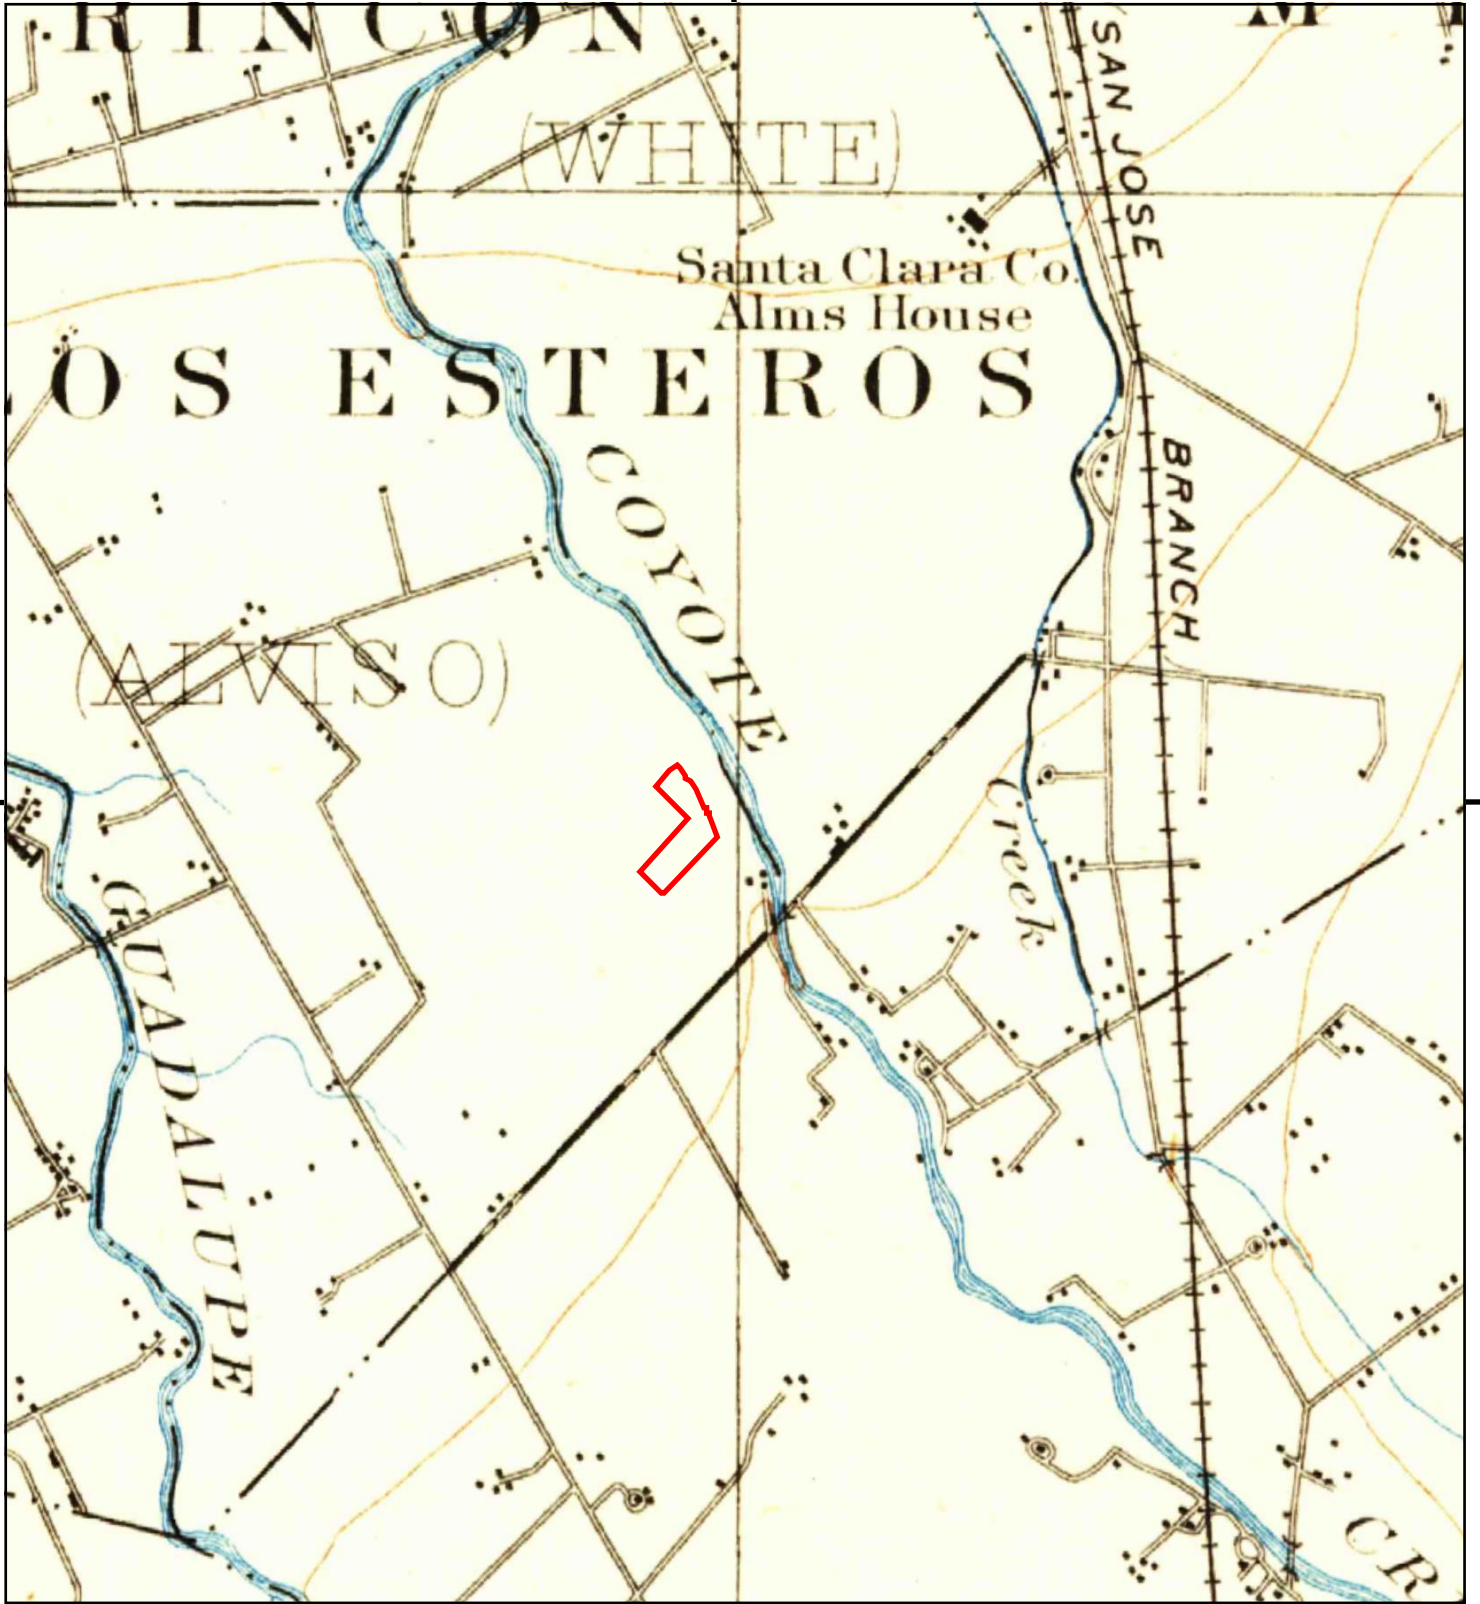 RINCON
M
SAN JOSE
(WHITE)
Santa Clara Co.
Alms House
OS ESTEROS
COYOTE
BRANCH
(ALVISO)
Creek
GUADALUPE
CR